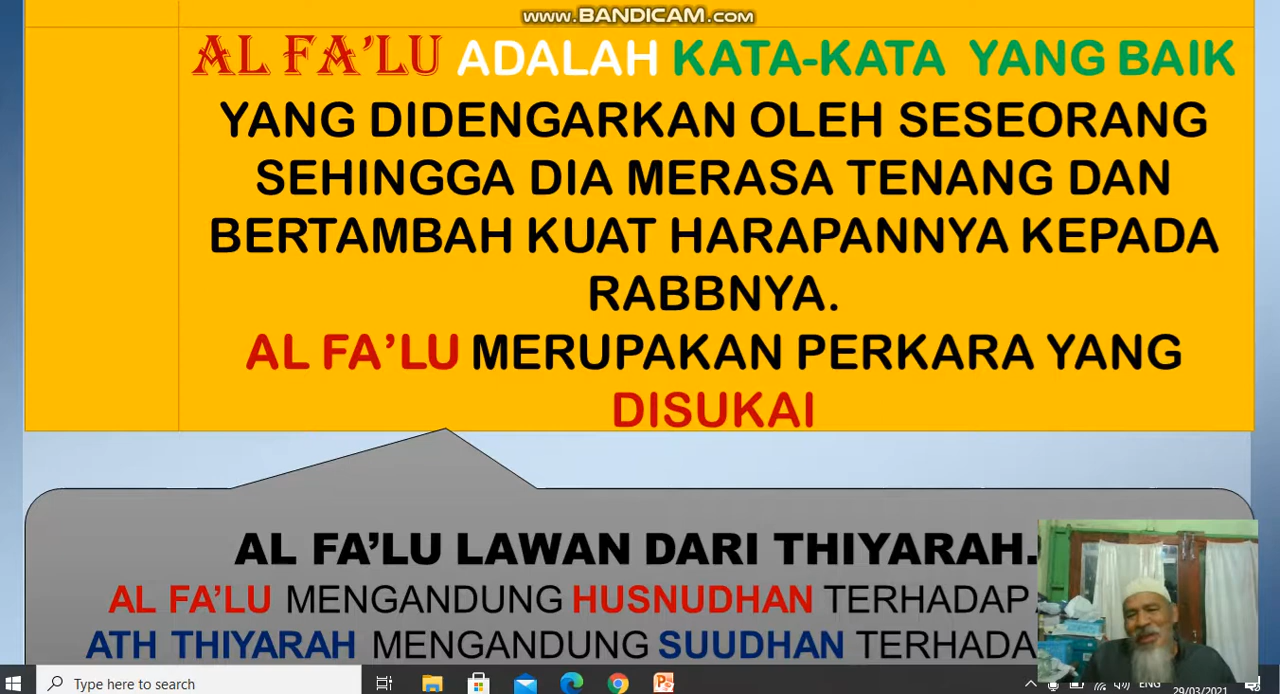 www.BANDICAM.com
AL FA'LU ADALAH KATA-KATA YANG BAIK
YANG DIDENGARKAN OLEH SESEORANG
SEHINGGA DIA MERASA TENANG DAN
BERTAMBAH KUAT HARAPANNYA KEPADA
RABBNYA.
AL FA'LU MERUPAKAN PERKARA YANG
DISUKAI
AL FA'LU LAWAN DARI THIYARAH.
AL FA'LU MENGANDUNG HUSNUDHAN TERHADAP
ATH THIYARAH MENGANDUNG SUUDHAN TERHADA
Type here to search
ENG
29/03/2021